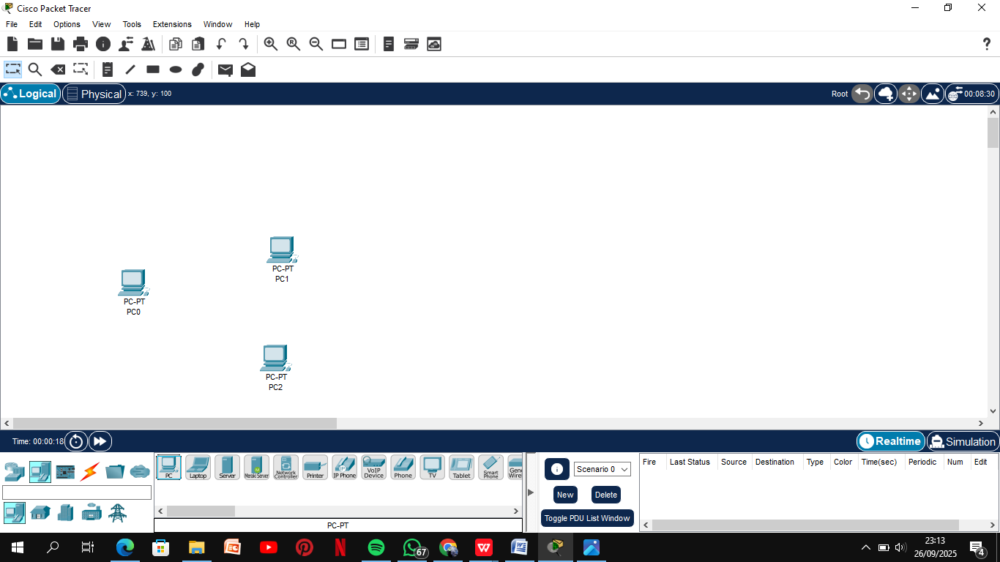 Cisco Packet Tracer
File Edit Options View Tools Extensions Window Help
Logical Physical x: 739, y: 100 Root 00:08:30
PC-PT
PC1
PC-PT
PC0
PC-PT
PC2
Time: 00:00:18 Realtime Simulation
PC Laptop Server Meraki Server Network Controller Printer IP Phone VoIP Device Phone TV Tablet Smart Phone
PC-PT
Scenario 0
New Delete
Toggle PDU List Window
Fire Last Status Source Destination Type Color Time(sec) Periodic Num Edit
67
23:13
26/09/2025
4